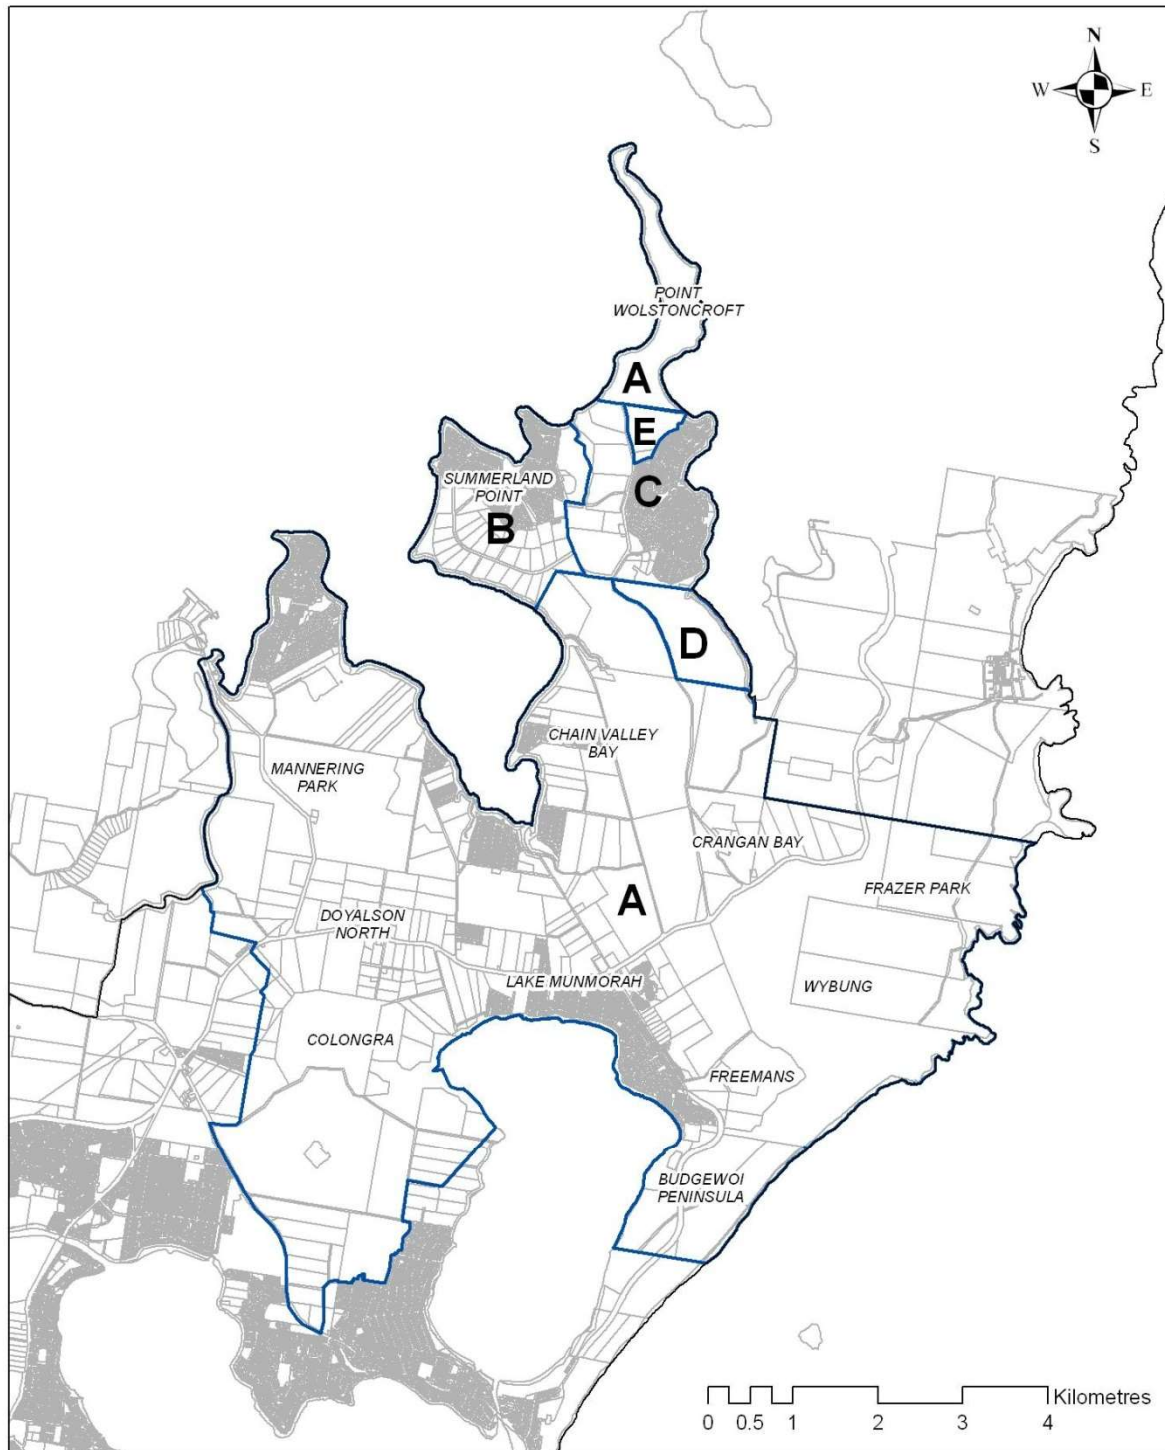 N
W E
S
POINT
WOLSTONCROFT
A
E
SUMMERLAND
POINT
C
B
D
CHAIN VALLEY
BAY
MANNERING
PARK
CRANGAN BAY
FRAZER PARK
A
DOYALSON
NORTH
LAKE MUNMORAH
WYBUNG
COLONGRA
FREEMANS
BUDGEWOI
PENINSULA
Kilometres
0 0.5 1 2 3 4